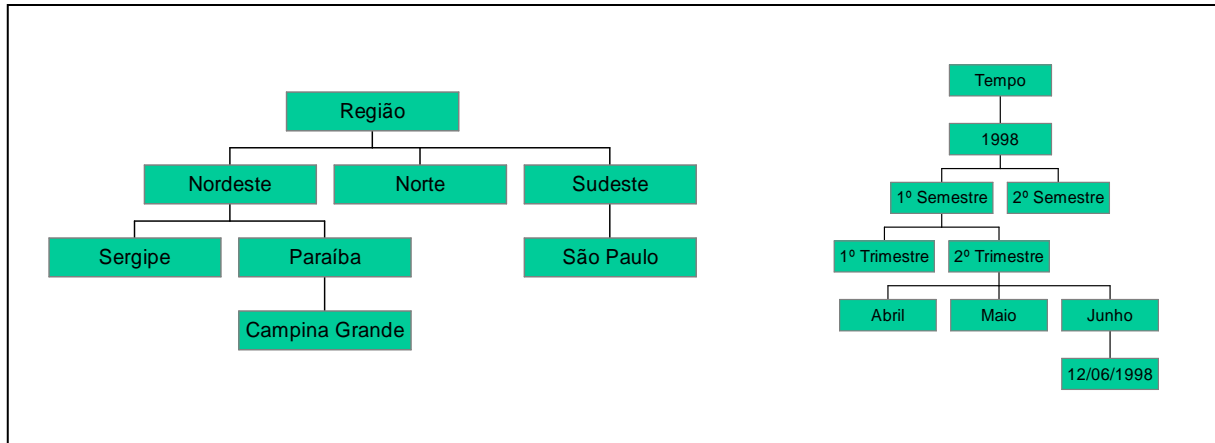 Região
Nordeste
Norte
Sudeste
Sergipe
Paraíba
São Paulo
Campina Grande
Tempo
1998
1º Semestre
2º Semestre
1º Trimestre
2º Trimestre
Abril
Maio
Junho
12/06/1998